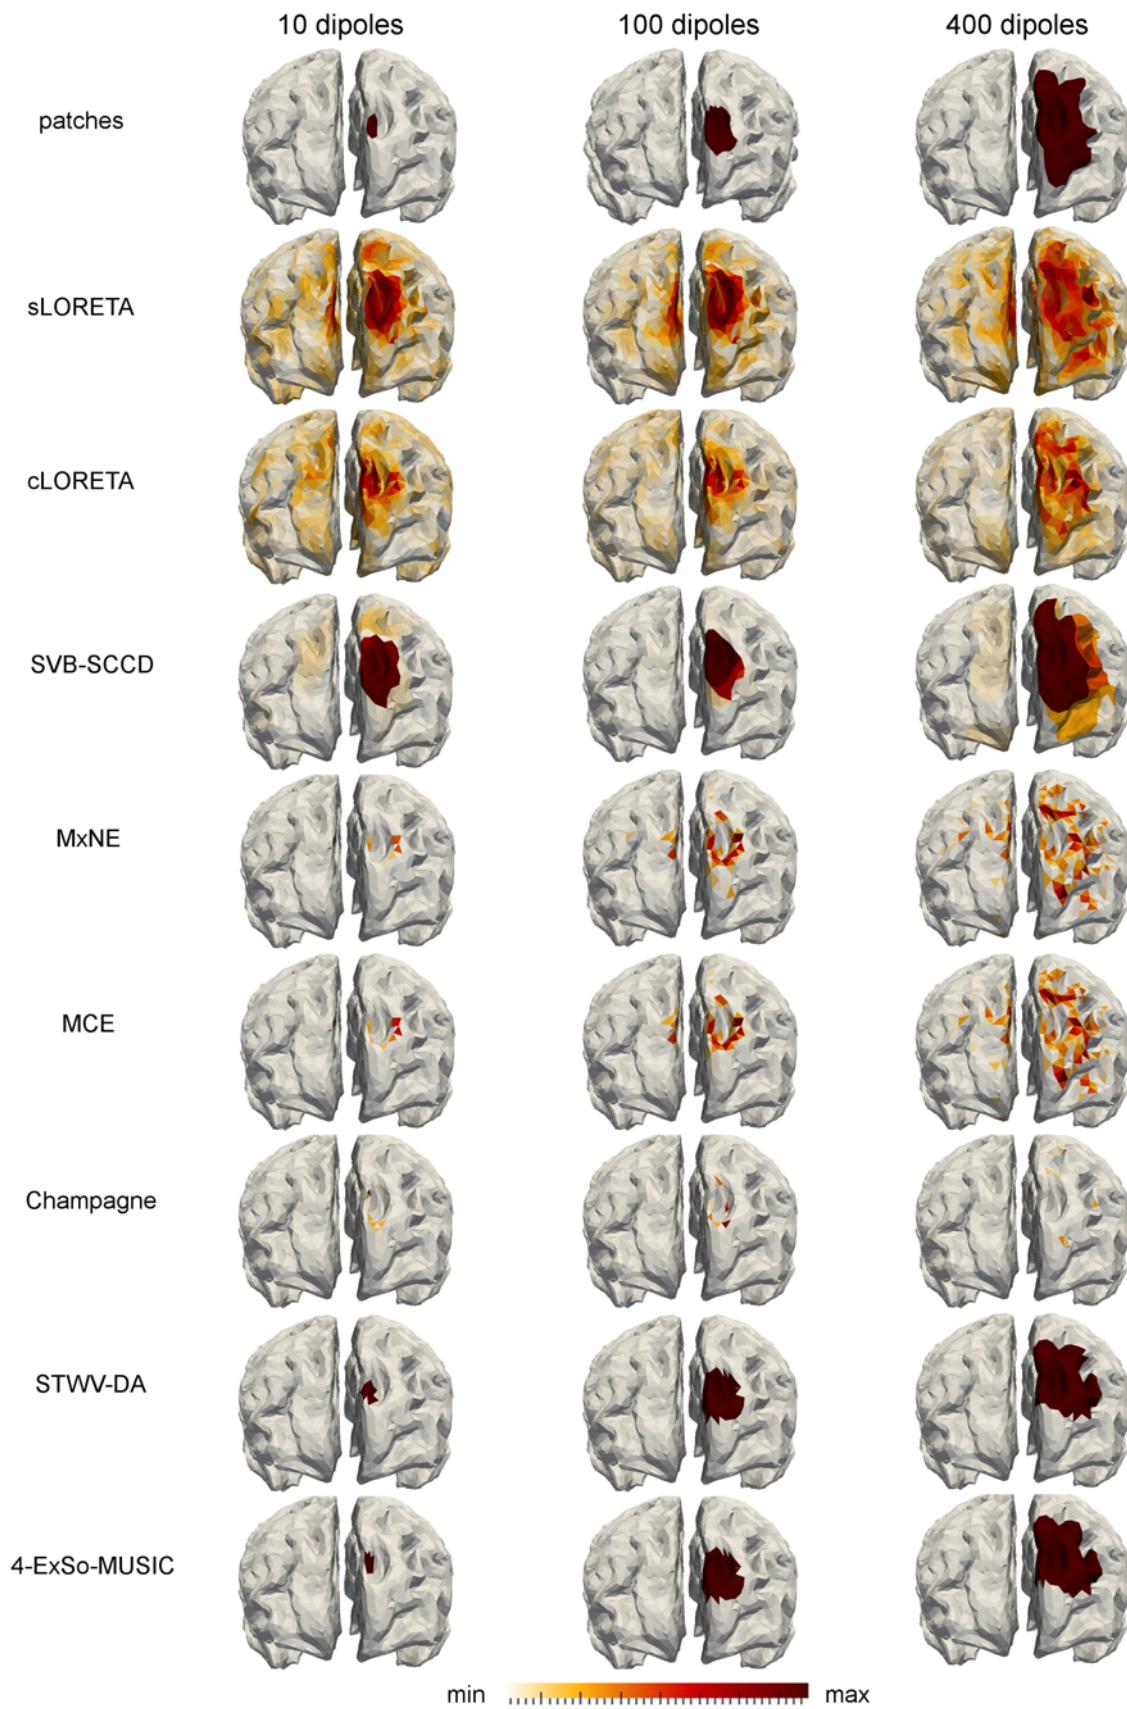 10 dipoles 100 dipoles 400 dipoles
patches
sLORETA
cLORETA
SVB-SCCD
MxNE
MCE
Champagne
STWV-DA
4-ExSo-MUSIC
min max